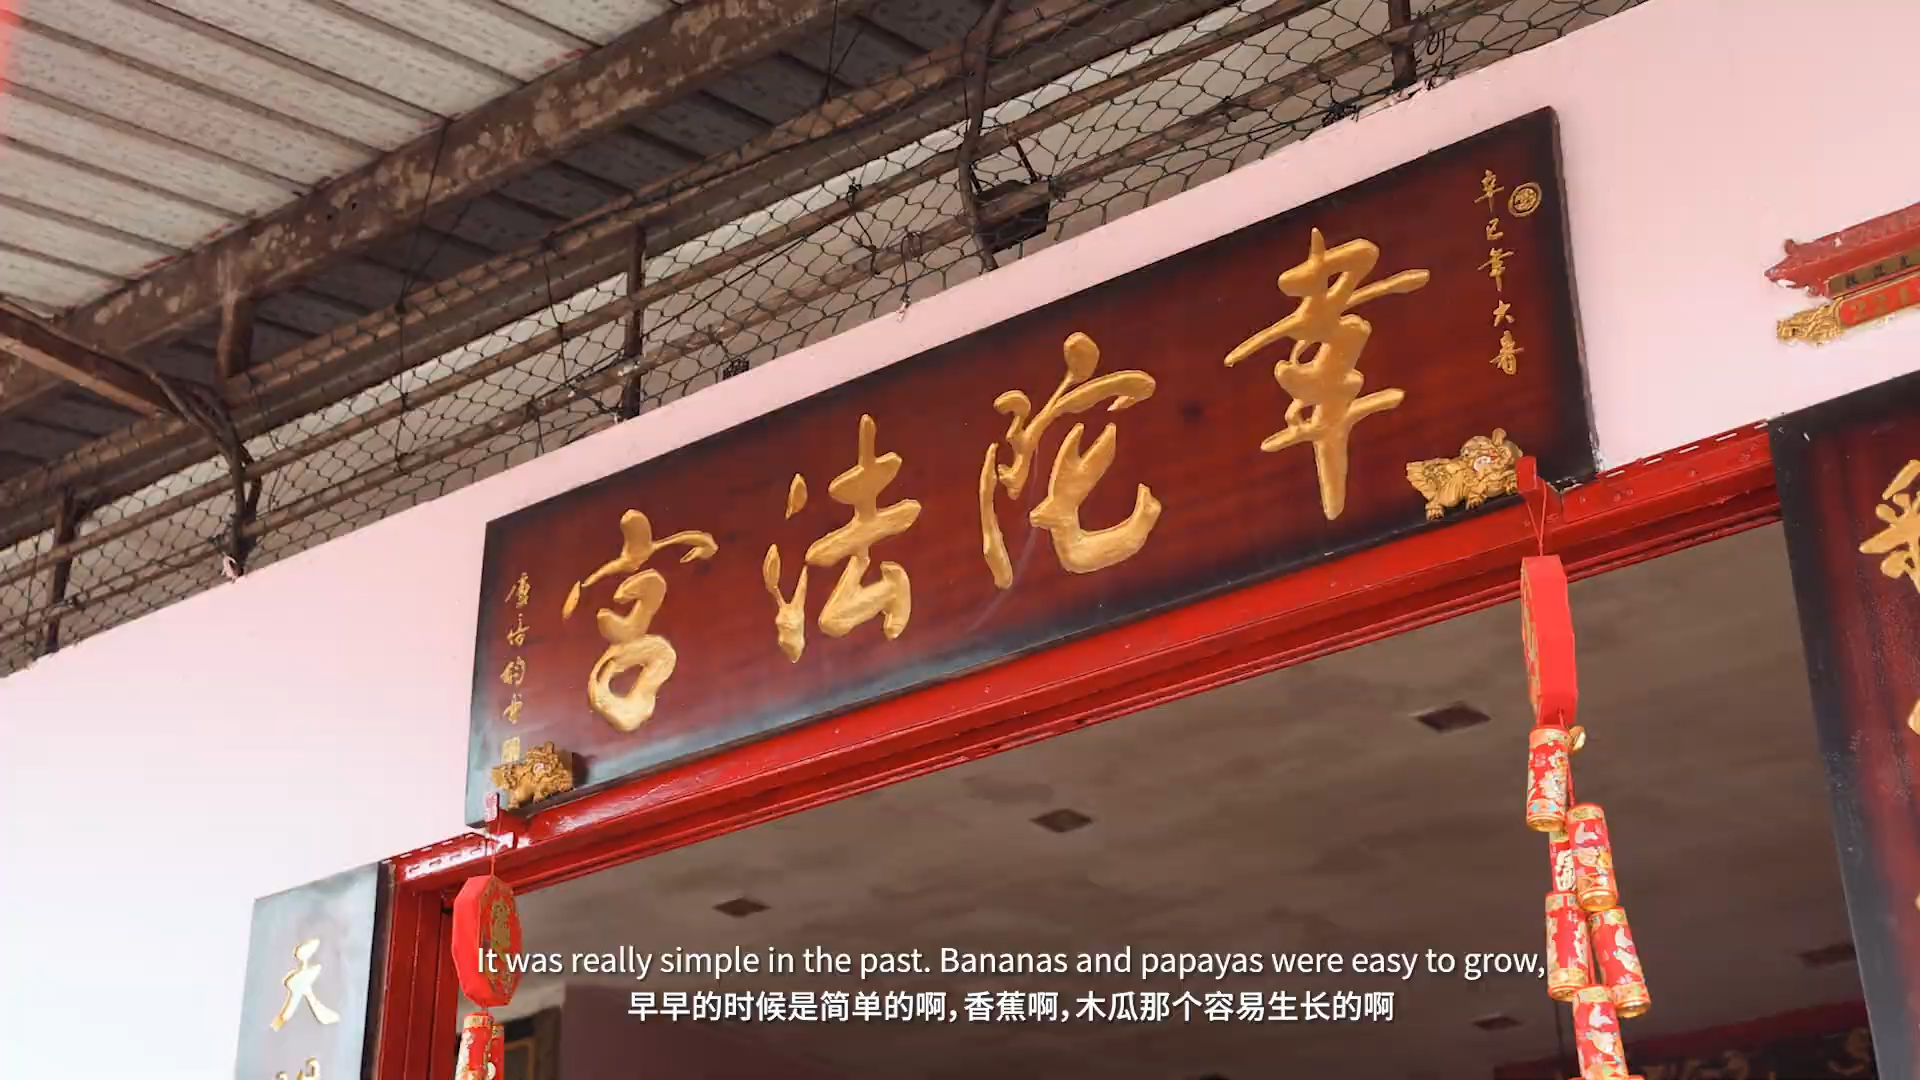 韋陀法宮
辛巳年大春
天
It was really simple in the past. Bananas and papayas were easy to grow,
早早的时候是简单的啊,香蕉啊,木瓜那个容易生长的啊